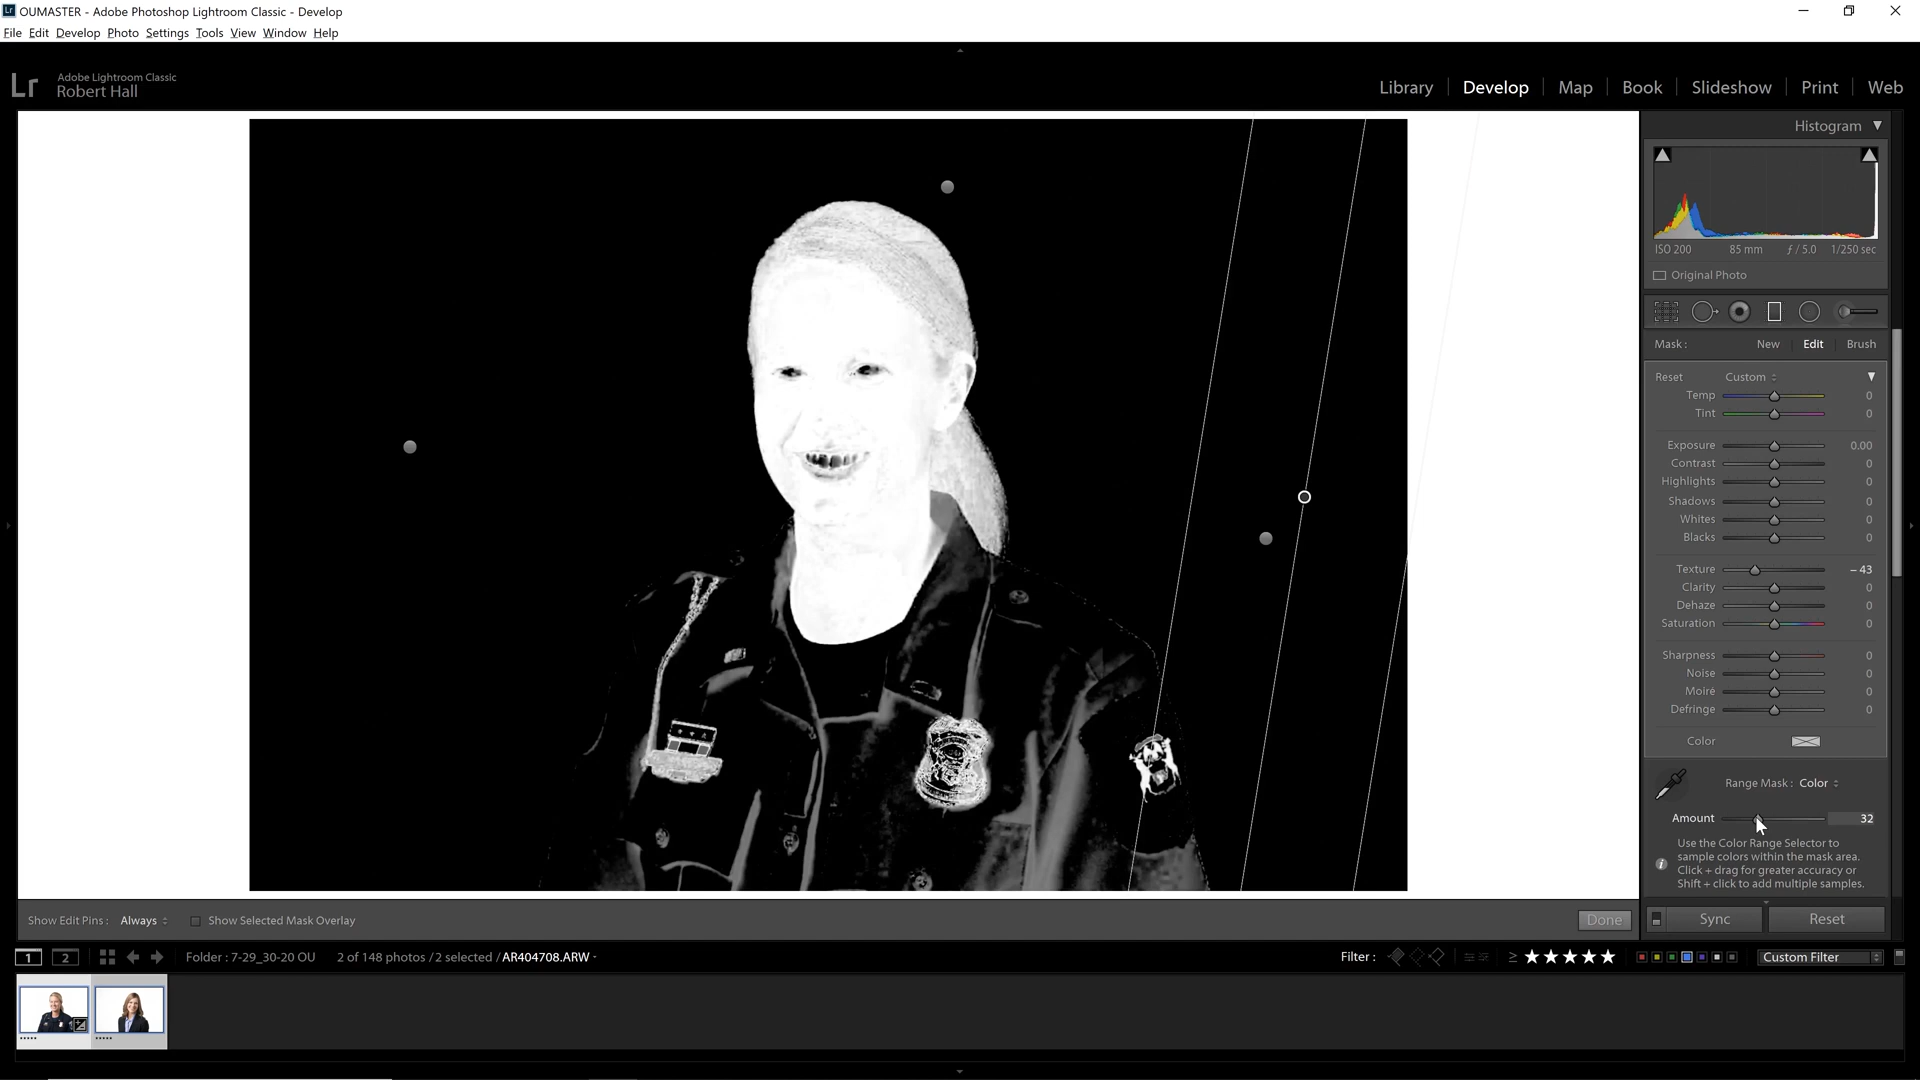 Lr OUMASTER - Adobe Photoshop Lightroom Classic - Develop
File Edit Develop Photo Settings Tools View Window Help
Lr Adobe Lightroom Classic
Robert Hall
Library Develop Map Book Slideshow Print Web
Histogram
ISO 200 85 mm ƒ / 5.0 1/250 sec
Original Photo
Mask : New Edit Brush
Reset Custom
Temp 0
Tint 0
Exposure 0.00
Contrast 0
Highlights 0
Shadows 0
Whites 0
Blacks 0
Texture – 43
Clarity 0
Dehaze 0
Saturation 0
Sharpness 0
Noise 0
Moiré 0
Defringe 0
Color
Range Mask : Color
Amount 32
Use the Color Range Selector to
sample colors within the mask area.
Click + drag for greater accuracy or
Shift + click to add multiple samples.
Show Edit Pins : Always Show Selected Mask Overlay Done
Sync Reset
1 2 Folder : 7-29_30-20 OU 2 of 148 photos / 2 selected / AR404708.ARW Filter : ≥ ★★★★★ Custom Filter